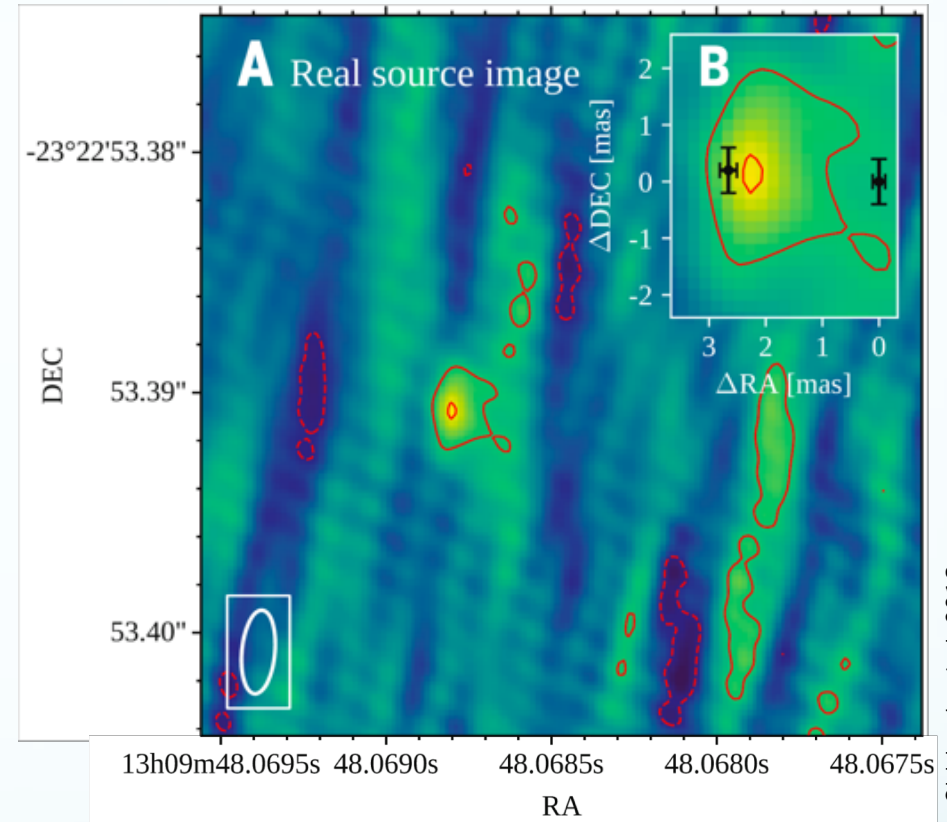 A Real source image
B
-23°22'53.38"
53.39"
53.40"
DEC
13h09m48.0695s 48.0690s 48.0685s 48.0680s 48.0675s
RA
2
1
0
-1
-2
ΔDEC [mas]
3 2 1 0
ΔRA [mas]